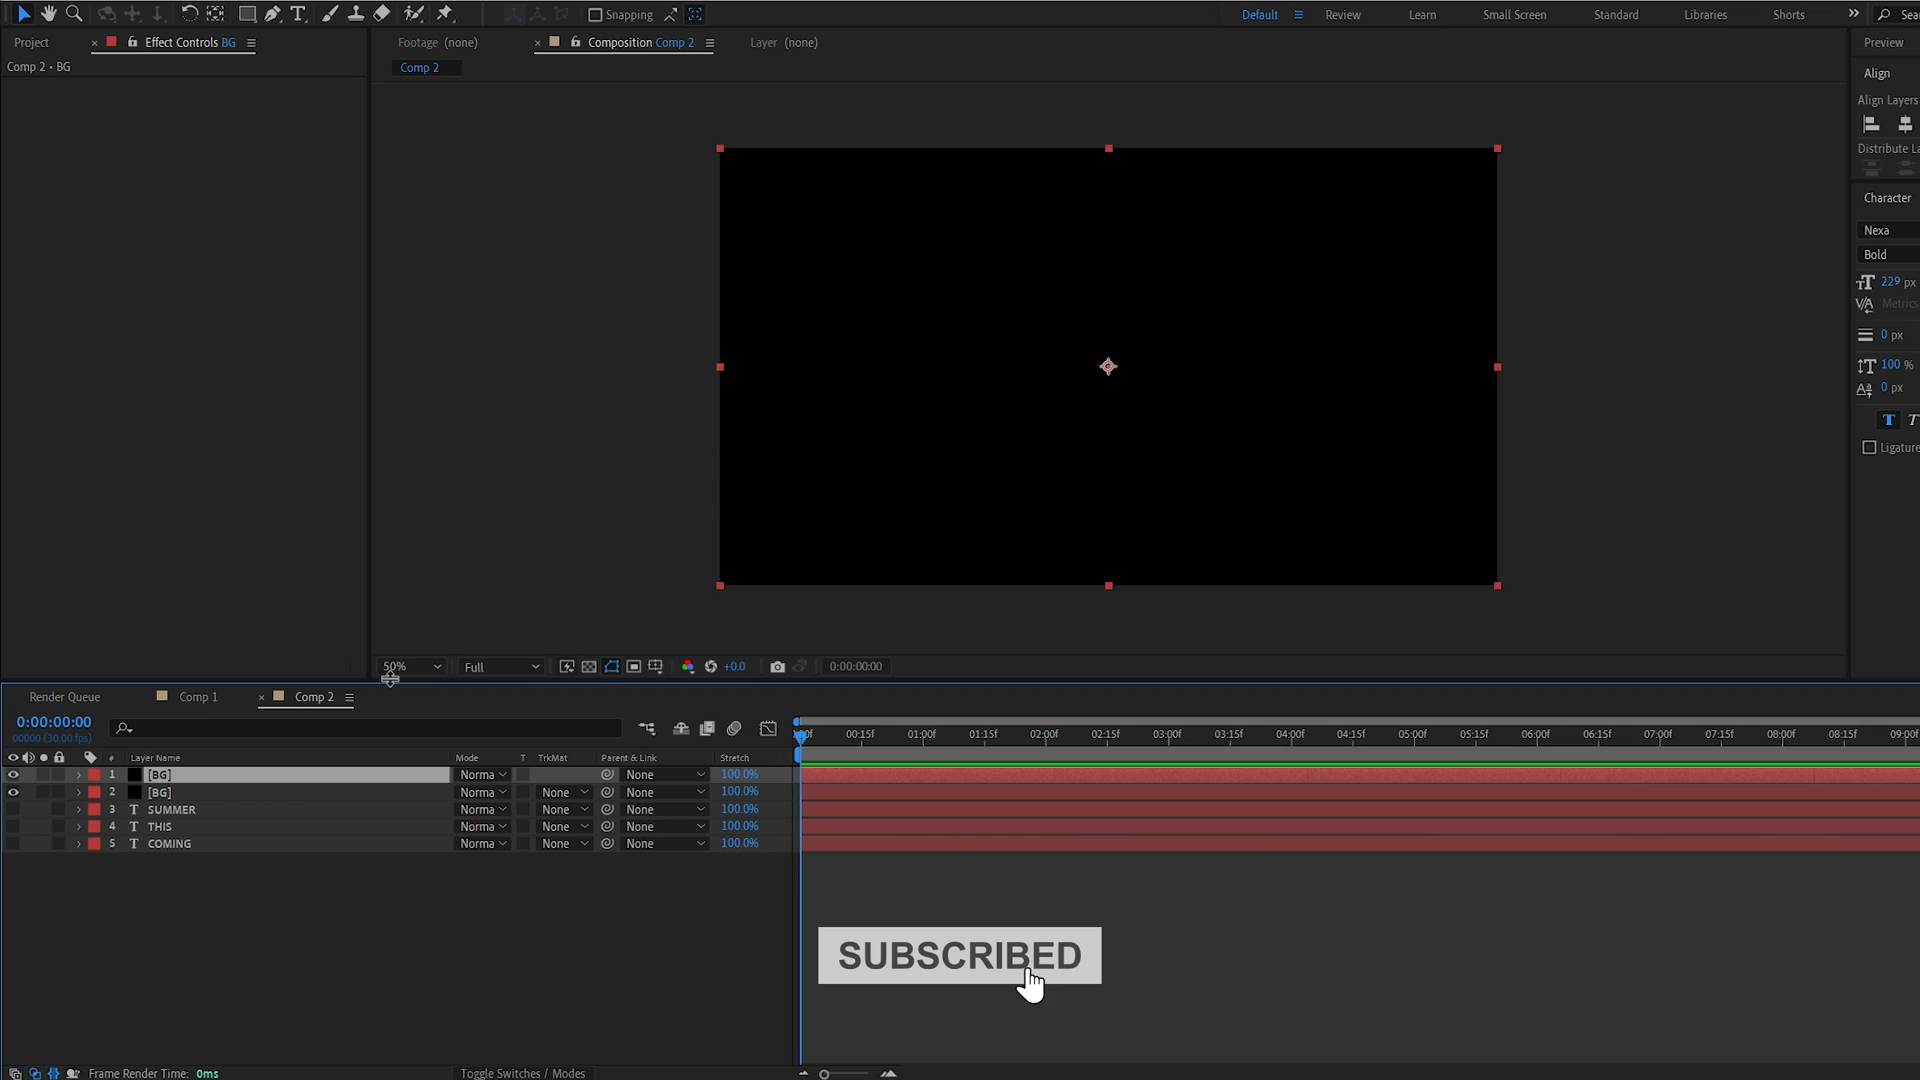 Snapping
Default
Review
Learn
Small Screen
Standard
Libraries
Shorts
Sea
Project
Effect Controls BG
Footage (none)
Composition Comp 2
Layer (none)
Preview
Comp 2 • BG
Comp 2
Align
Align Layers
Distribute La
Character
Nexa
Bold
229 px
Metrics
0 px
100 %
0 px
T T
Ligature
50%
Full
+0.0
0:00:00:00
Render Queue
Comp 1
Comp 2
0:00:00:00
00000 (30.00 fps)
00:15f 01:00f 01:15f 02:00f 02:15f 03:00f 03:15f 04:00f 04:15f 05:00f 05:15f 06:00f 06:15f 07:00f 07:15f 08:00f 08:15f 09:00f
# Layer Name Mode T TrkMat Parent & Link Stretch
1 [BG] Norma None 100.0%
2 [BG] Norma None None 100.0%
3 T SUMMER Norma None None 100.0%
4 T THIS Norma None None 100.0%
5 T COMING Norma None None 100.0%
SUBSCRIBED
Frame Render Time: 0ms
Toggle Switches / Modes